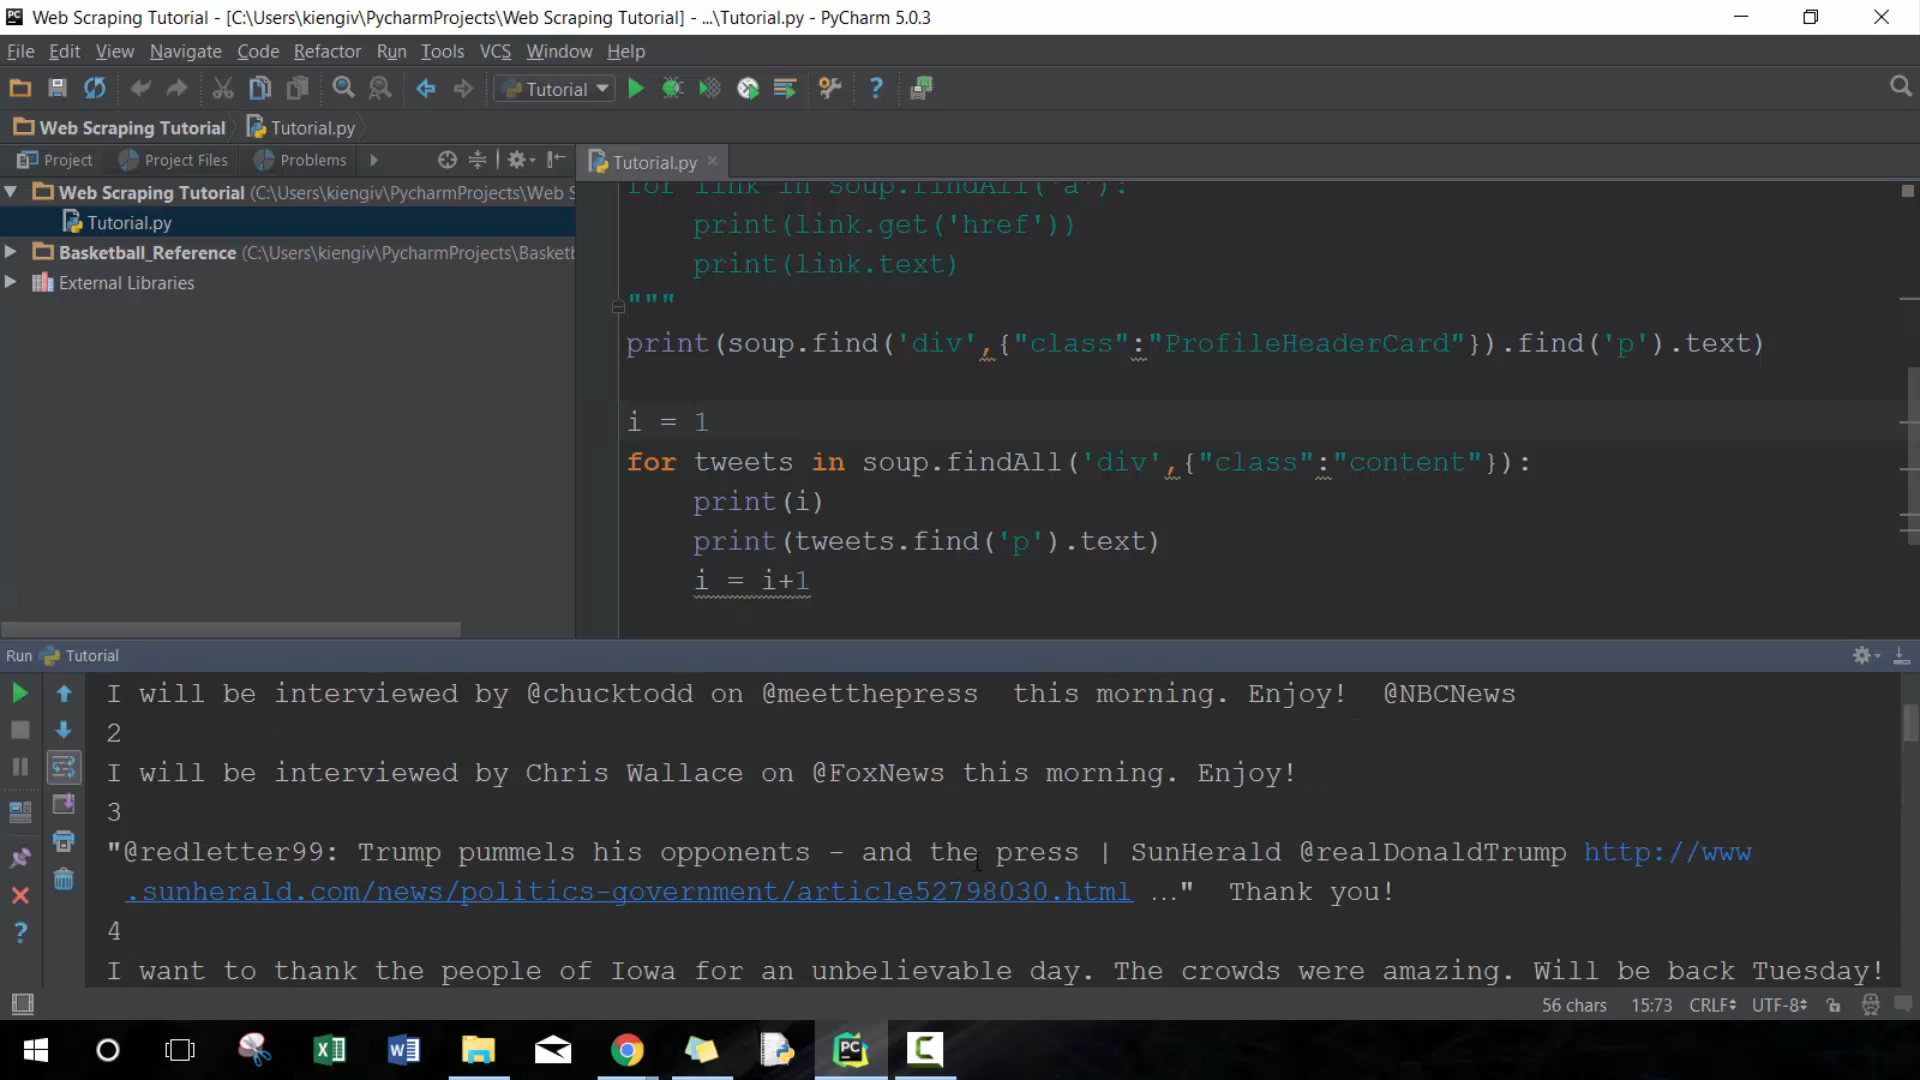 Web Scraping Tutorial - [C:\Users\kiengiv\PycharmProjects\Web Scraping Tutorial] - ...\Tutorial.py - PyCharm 5.0.3
File Edit View Navigate Code Refactor Run Tools VCS Window Help
Tutorial
Web Scraping Tutorial Tutorial.py
Project Project Files Problems
Tutorial.py
Web Scraping Tutorial (C:\Users\kiengiv\PycharmProjects\Web S
Tutorial.py
Basketball_Reference (C:\Users\kiengiv\PycharmProjects\Basket
External Libraries
for link in soup.findAll('a'):
print(link.get('href'))
print(link.text)
"""
print(soup.find('div',{"class":"ProfileHeaderCard"}).find('p').text)
i = 1
for tweets in soup.findAll('div',{"class":"content"}):
print(i)
print(tweets.find('p').text)
i = i+1
Run Tutorial
I will be interviewed by @chucktodd on @meetthepress this morning. Enjoy! @NBCNews
2
I will be interviewed by Chris Wallace on @FoxNews this morning. Enjoy!
3
"@redletter99: Trump pummels his opponents - and the press | SunHerald @realDonaldTrump http://www
.sunherald.com/news/politics-government/article52798030.html …" Thank you!
4
I want to thank the people of Iowa for an unbelievable day. The crowds were amazing. Will be back Tuesday!
56 chars 15:73 CRLF UTF-8